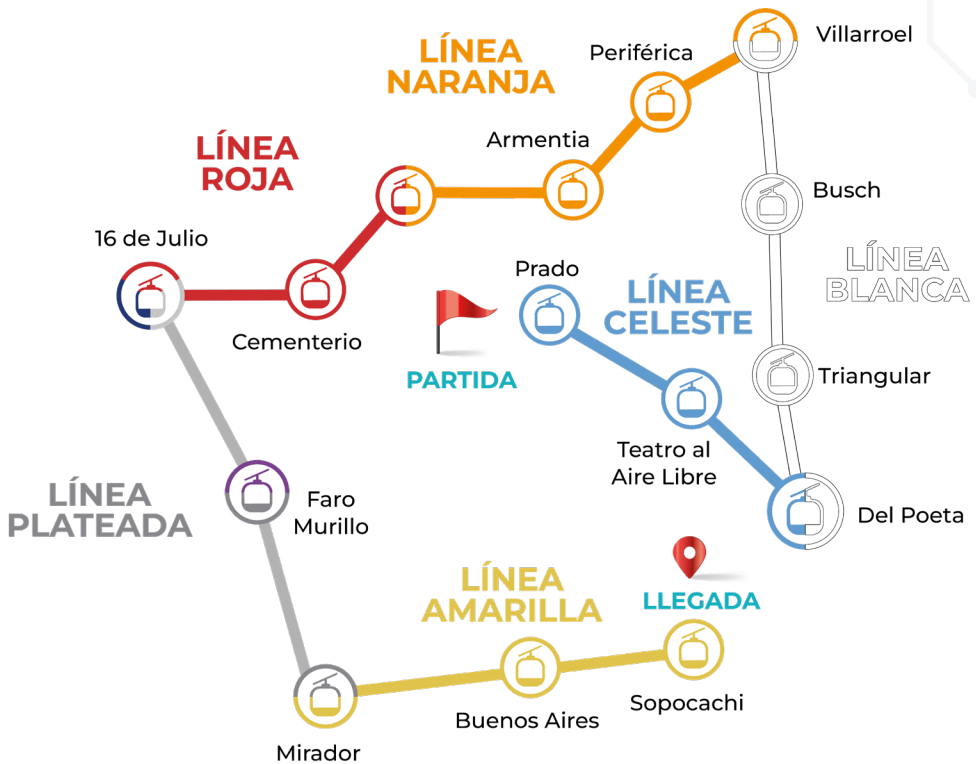 Villarroel
LÍNEA
NARANJA
Periférica
Armentia
LÍNEA
ROJA
Busch
16 de Julio
LÍNEA
BLANCA
Prado
LÍNEA
CELESTE
Cementerio
PARTIDA
Triangular
Teatro al
Aire Libre
LÍNEA
PLATEADA
Faro
Murillo
Del Poeta
LÍNEA
AMARILLA
LLEGADA
Sopocachi
Buenos Aires
Mirador